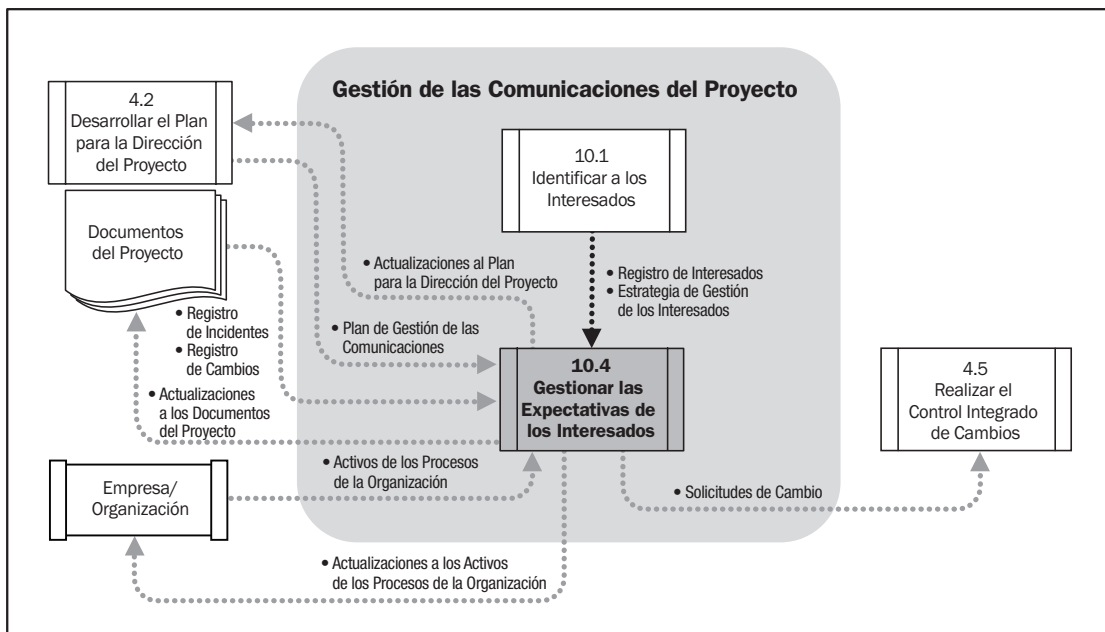 Gestión de las Comunicaciones del Proyecto
4.2
Desarrollar el Plan
para la Dirección
del Proyecto
10.1
Identificar a los
Interesados
Documentos
del Proyecto
• Actualizaciones al Plan
para la Dirección del Proyecto
• Registro de Interesados
• Estrategia de Gestión
de los Interesados
• Registro
de Incidentes
• Registro
de Cambios
• Plan de Gestión de las
Comunicaciones
10.4
Gestionar las
Expectativas de
los Interesados
4.5
Realizar el
Control Integrado
de Cambios
• Actualizaciones
a los Documentos
del Proyecto
• Activos de los Procesos
de la Organización
Empresa/
Organización
• Solicitudes de Cambio
• Actualizaciones a los Activos
de los Procesos de la Organización